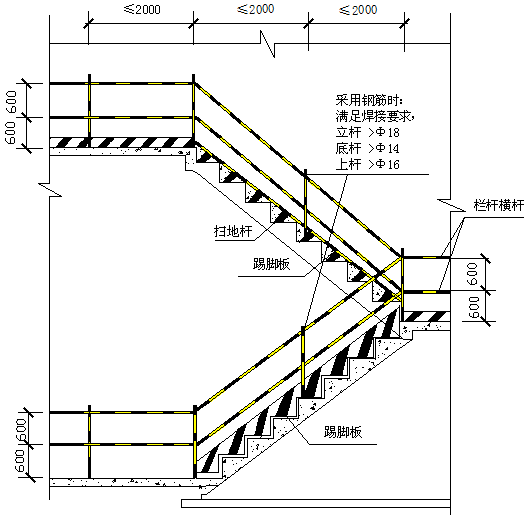 ≤2000
≤2000
≤2000
600
600
采用钢筋时:
满足焊接要求,
立杆 >Φ18
底杆 >Φ14
上杆 >Φ16
栏杆横杆
扫地杆
踢脚板
600
600
600
600
踢脚板